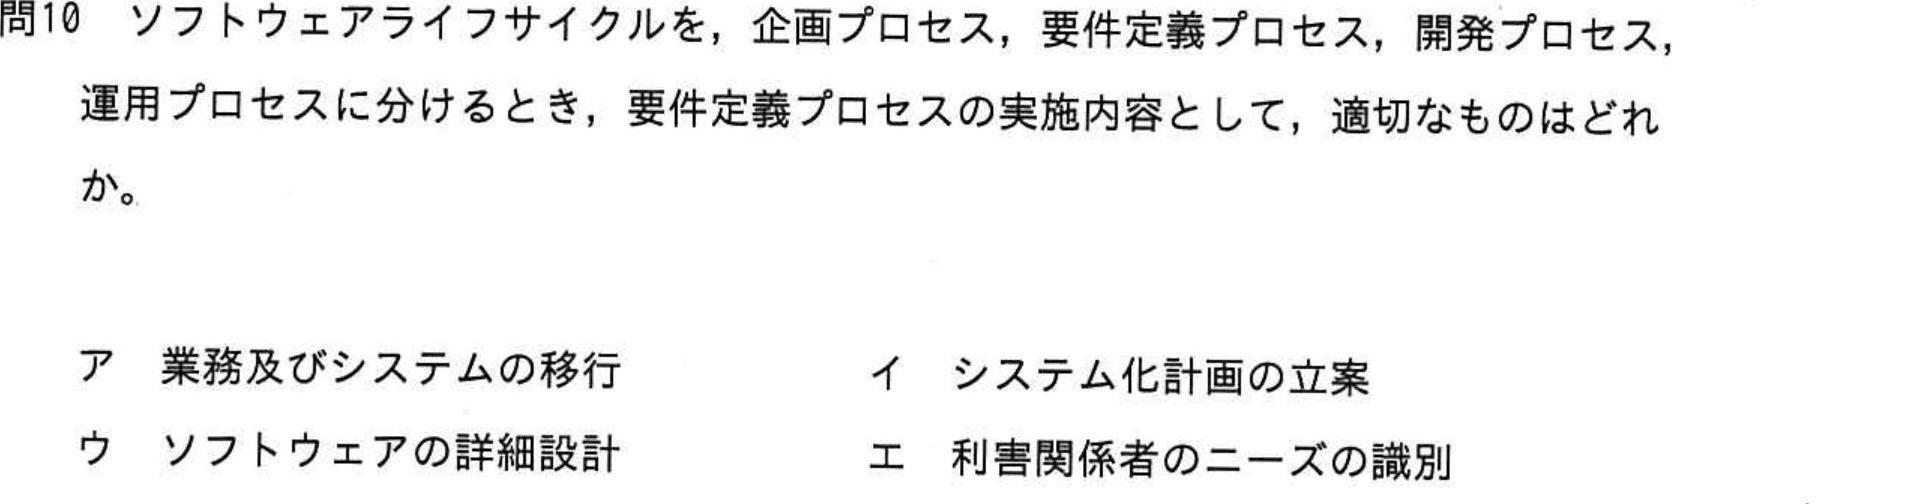 問10 ソフトウェアライフサイクルを，企画プロセス，要件定義プロセス，開発プロセス，
運用プロセスに分けるとき，要件定義プロセスの実施内容として，適切なものはどれ
か。
ア 業務及びシステムの移行 イ システム化計画の立案
ウ ソフトウェアの詳細設計 エ 利害関係者のニーズの識別